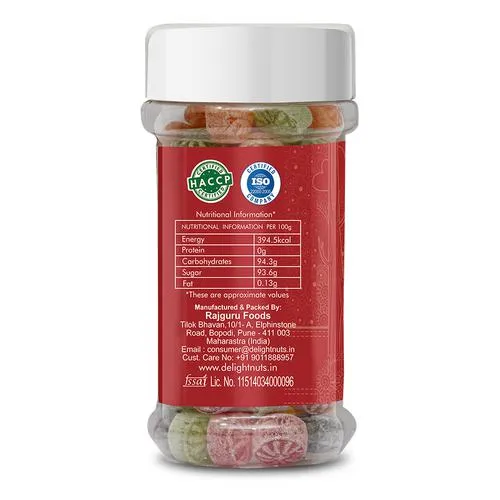 CERTIFIED
HACCP
CERTIFIED
CERTIFIED
ISO
22000:2005
COMPANY
Nutritional Information*
NUTRITIONAL INFORMATION PER 100g
Energy 394.5kcal
Protein 0g
Carbohydrates 94.3g
Sugar 93.6g
Fat 0.13g
*These are approximate values
Manufactured & Packed By:
Rajguru Foods
Tilok Bhavan,10/1- A, Elphinstone
Road, Bopodi, Pune - 411 003
Maharastra (India)
Email : consumer@delightnuts.in
Cust. Care No: +91 9011888957
www.delightnuts.in
fssai Lic. No. 11514034000096